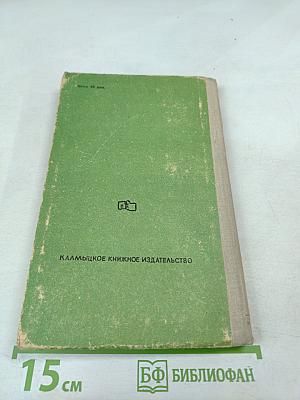 КАЛМЫЦКОЕ КНИЖНОЕ ИЗДАТЕЛЬСТВО
15 см
БФ БИБЛИОФАН